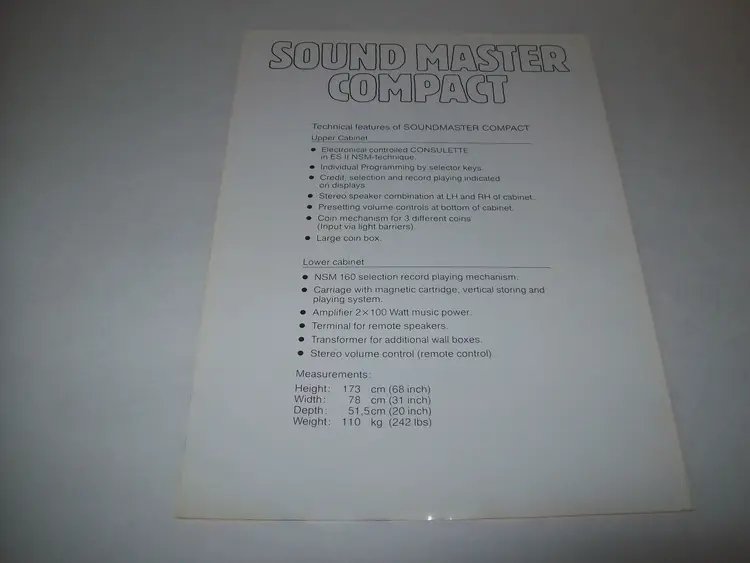 SOUND MASTER
COMPACT
Technical features of SOUNDMASTER COMPACT
Upper Cabinet
● Electronical controlled CONSULETTE
in ES II NSM-technique.
● Individual Programming by selector keys.
● Credit, selection and record playing indicated
on displays.
● Stereo speaker combination at LH and RH of cabinet.
● Presetting volume controls at bottom of cabinet.
● Coin mechanism for 3 different coins
(Input via light barriers).
● Large coin box.
Lower cabinet
● NSM 160 selection record playing mechanism.
● Carriage with magnetic cartridge, vertical storing and
playing system.
● Amplifier 2×100 Watt music power.
● Terminal for remote speakers.
● Transformer for additional wall boxes.
● Stereo volume control (remote control).
Measurements:
Height: 173 cm (68 inch)
Width: 78 cm (31 inch)
Depth: 51,5cm (20 inch)
Weight: 110 kg (242 lbs)